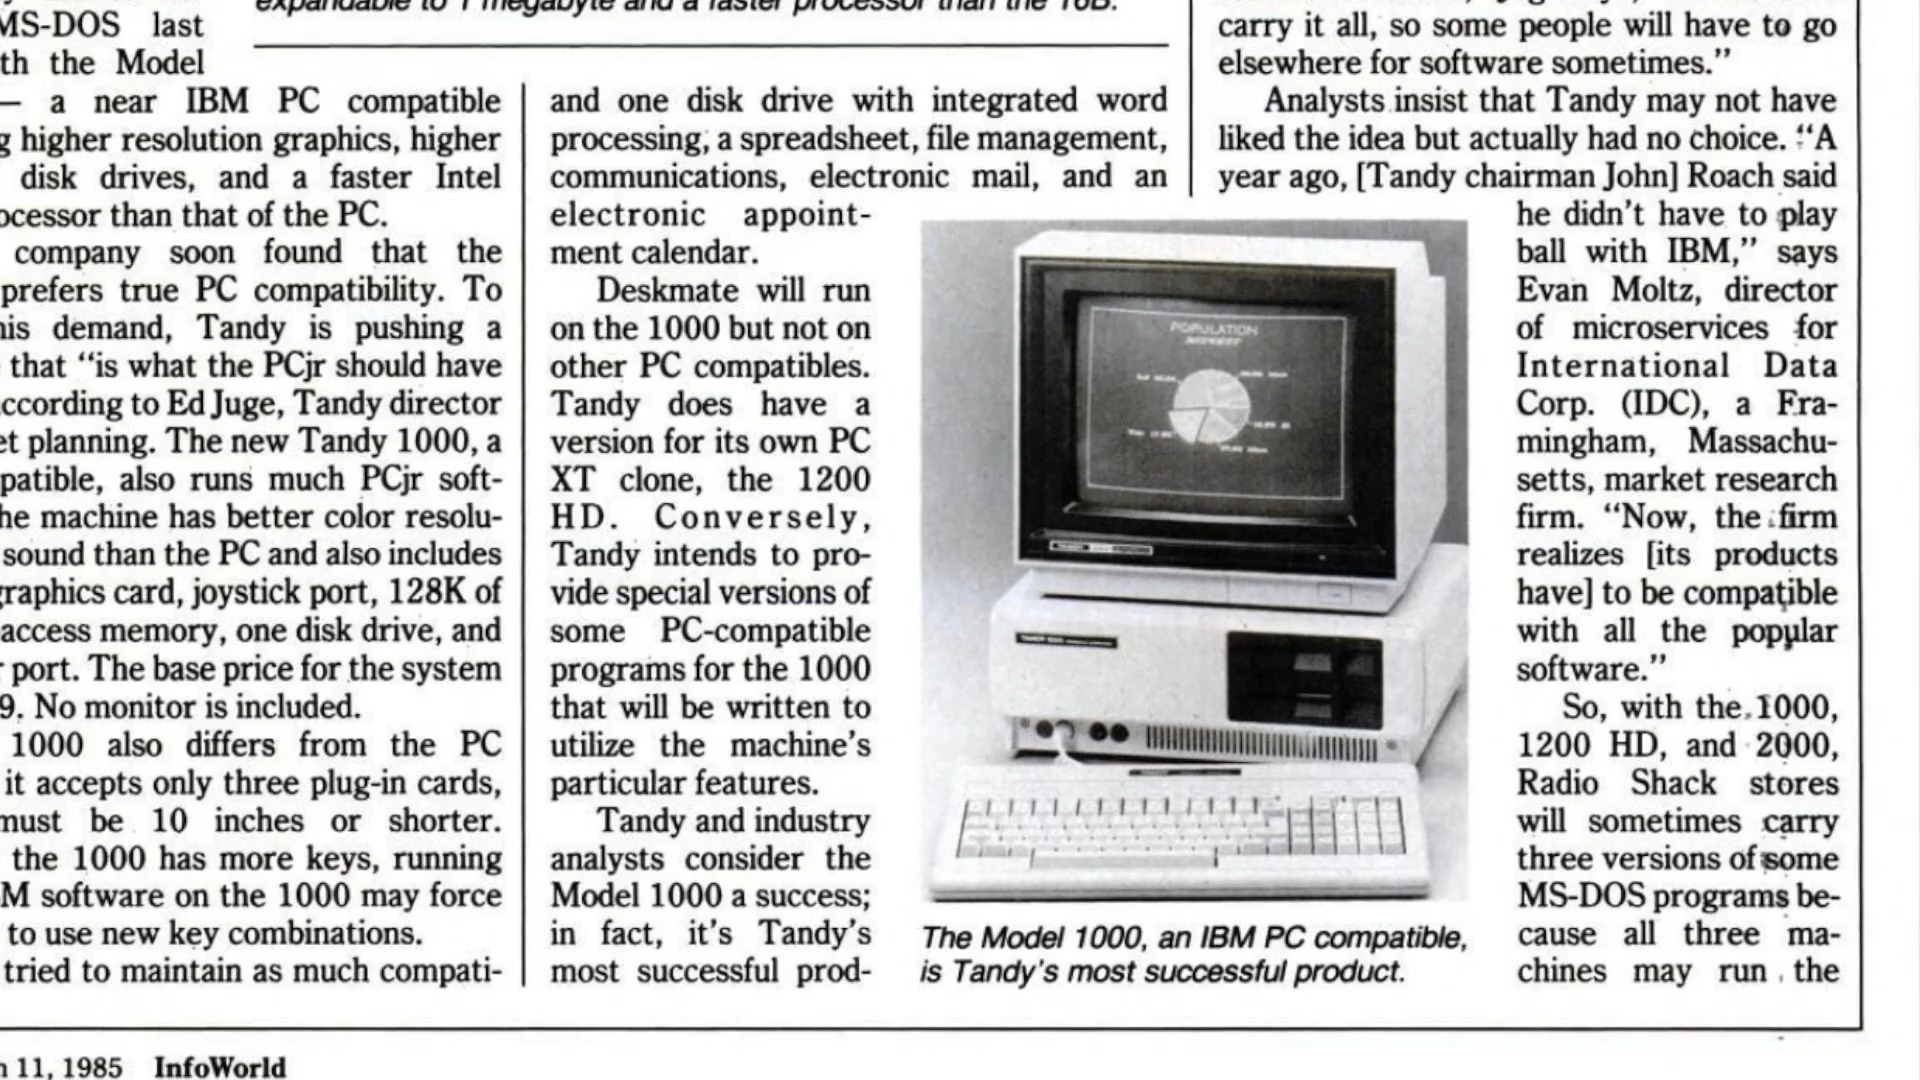 expandable to 1 megabyte and a faster processor than the 16B.
MS-DOS last
th the Model
— a near IBM PC compatible
g higher resolution graphics, higher
disk drives, and a faster Intel
ocessor than that of the PC.
company soon found that the
prefers true PC compatibility. To
his demand, Tandy is pushing a
that “is what the PCjr should have
according to Ed Juge, Tandy director
et planning. The new Tandy 1000, a
patible, also runs much PCjr soft-
he machine has better color resolu-
sound than the PC and also includes
graphics card, joystick port, 128K of
access memory, one disk drive, and
r port. The base price for the system
9. No monitor is included.
1000 also differs from the PC
it accepts only three plug-in cards,
must be 10 inches or shorter.
the 1000 has more keys, running
M software on the 1000 may force
to use new key combinations.
tried to maintain as much compati-
and one disk drive with integrated word
processing, a spreadsheet, file management,
communications, electronic mail, and an
electronic appoint-
ment calendar.
Deskmate will run
on the 1000 but not on
other PC compatibles.
Tandy does have a
version for its own PC
XT clone, the 1200
HD. Conversely,
Tandy intends to pro-
vide special versions of
some PC-compatible
programs for the 1000
that will be written to
utilize the machine’s
particular features.
Tandy and industry
analysts consider the
Model 1000 a success;
in fact, it’s Tandy’s
most successful prod-
POPULATION
TANDY 1000
The Model 1000, an IBM PC compatible,
is Tandy’s most successful product.
carry it all, so some people will have to go
elsewhere for software sometimes.”
Analysts insist that Tandy may not have
liked the idea but actually had no choice. “A
year ago, [Tandy chairman John] Roach said
he didn’t have to play
ball with IBM,” says
Evan Moltz, director
of microservices for
International Data
Corp. (IDC), a Fra-
mingham, Massachu-
setts, market research
firm. “Now, the firm
realizes [its products
have] to be compatible
with all the popular
software.”
So, with the 1000,
1200 HD, and 2000,
Radio Shack stores
will sometimes carry
three versions of some
MS-DOS programs be-
cause all three ma-
chines may run the
11, 1985 InfoWorld